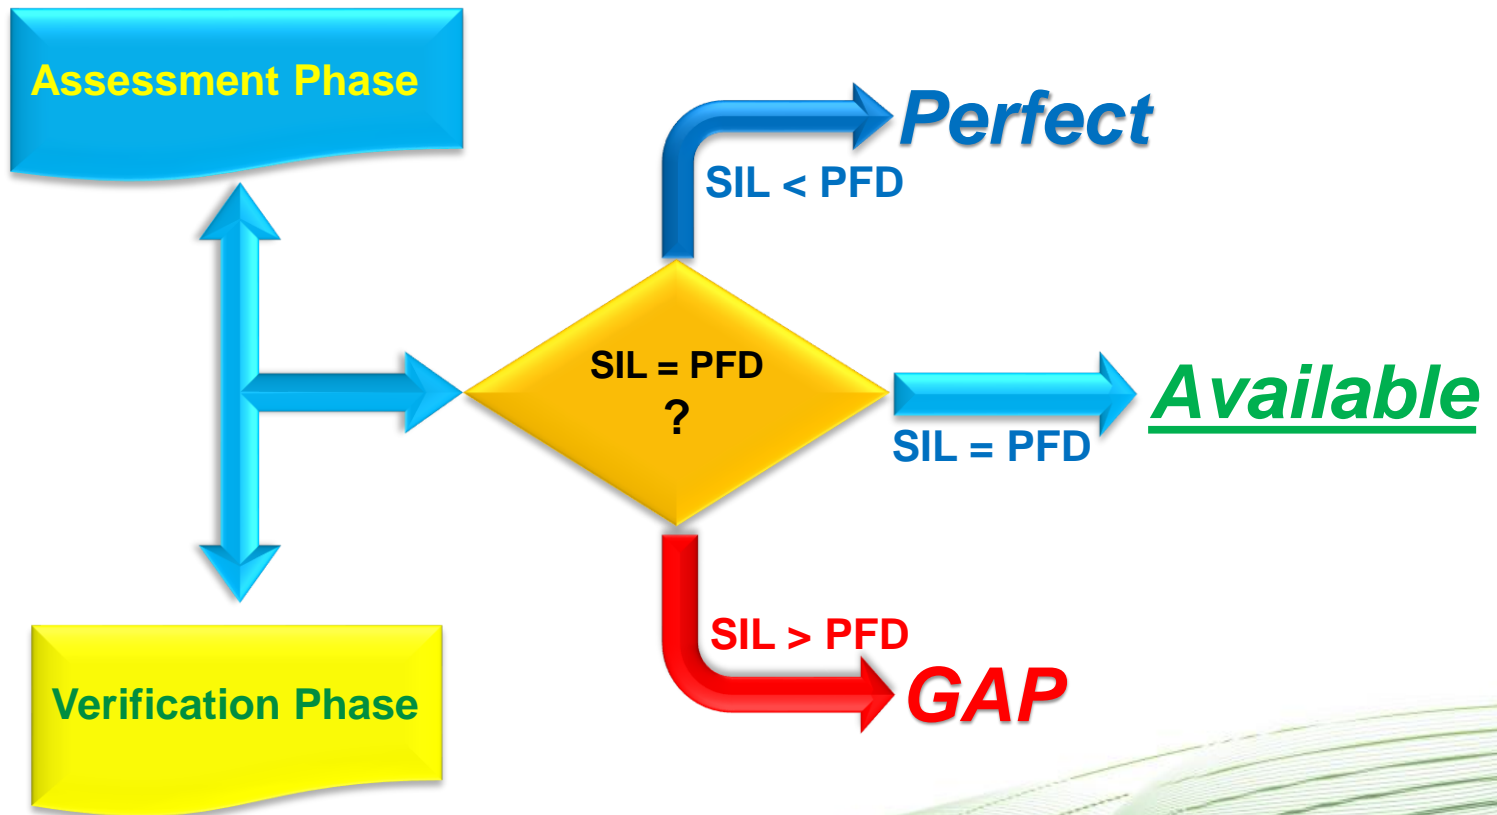 Assessment Phase
Perfect
SIL < PFD
SIL = PFD
?
Available
SIL = PFD
SIL > PFD
GAP
Verification Phase